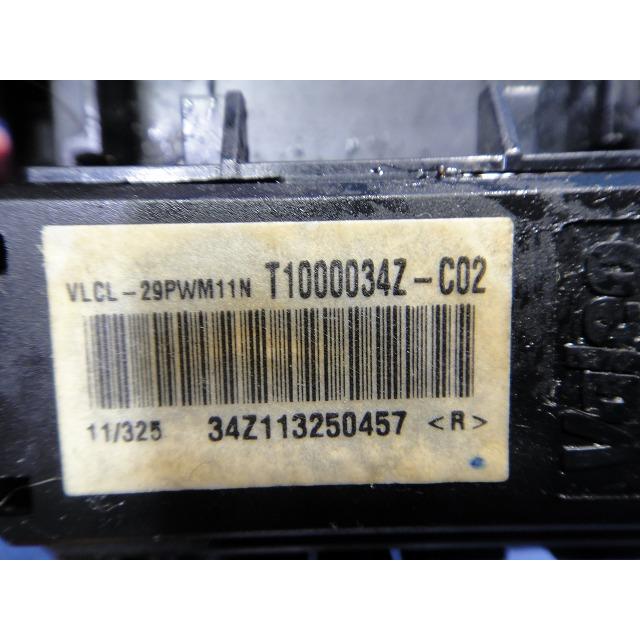 VLCL-29PWM11N T1000034Z-C02
11/325 34Z113250457 <R>